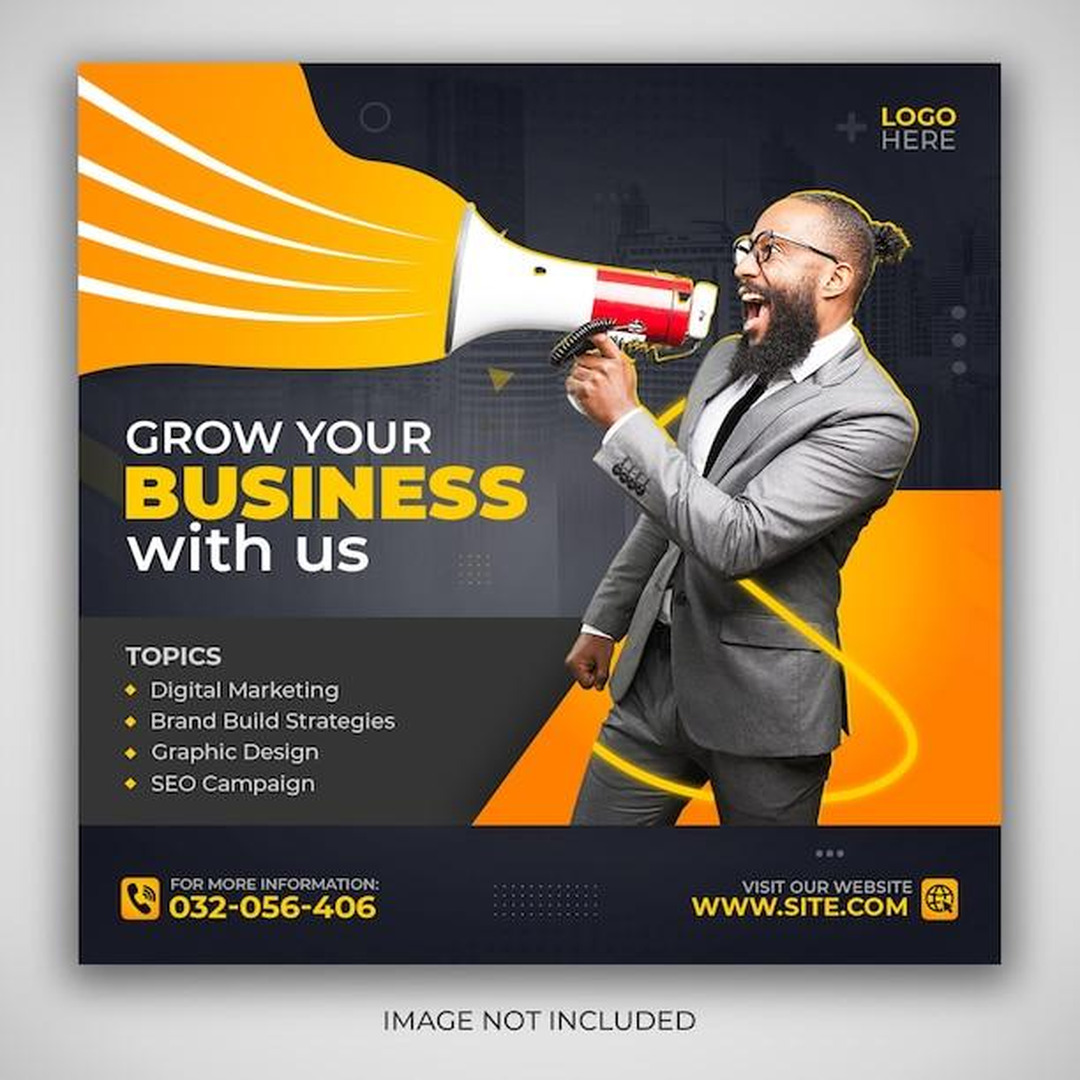 LOGO
HERE
GROW YOUR
BUSINESS
with us
TOPICS
Digital Marketing
Brand Build Strategies
Graphic Design
SEO Campaign
FOR MORE INFORMATION:
032-056-406
VISIT OUR WEBSITE
WWW.SITE.COM
IMAGE NOT INCLUDED